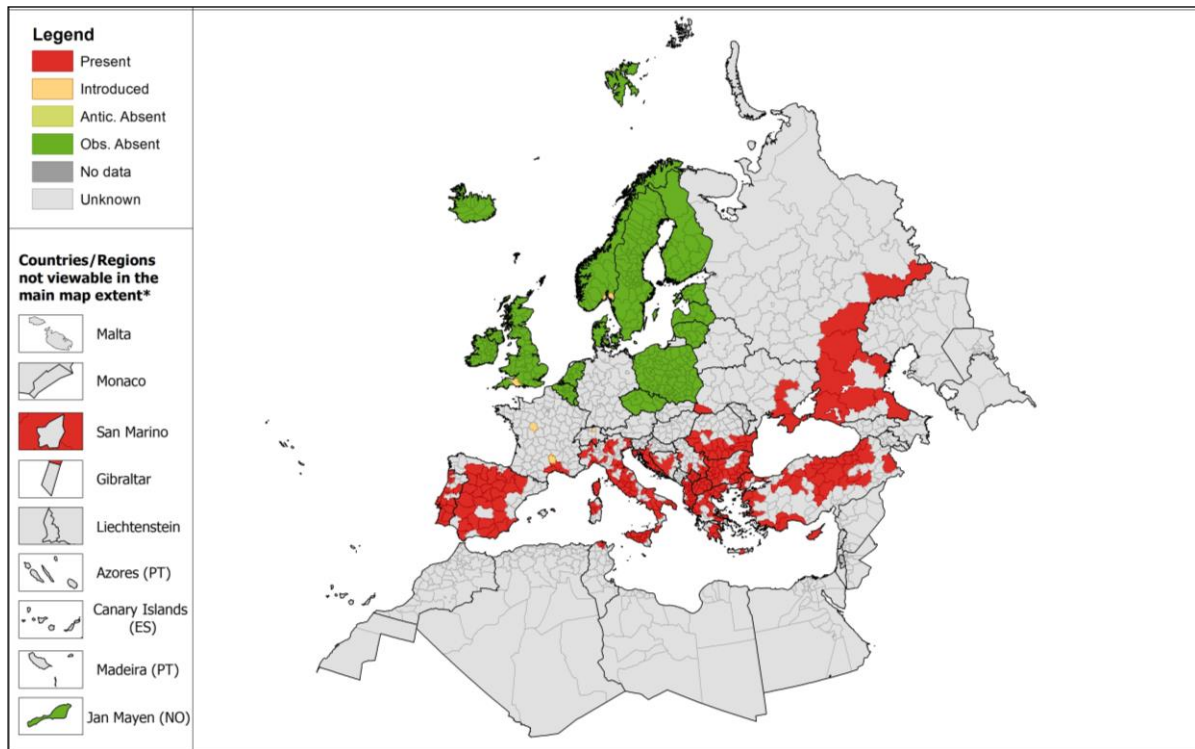 Legend
Present
Introduced
Antic. Absent
Obs. Absent
No data
Unknown
Countries/Regions
not viewable in the
main map extent*
Malta
Monaco
San Marino
Gibraltar
Liechtenstein
Azores (PT)
Canary Islands
(ES)
Madeira (PT)
Jan Mayen (NO)